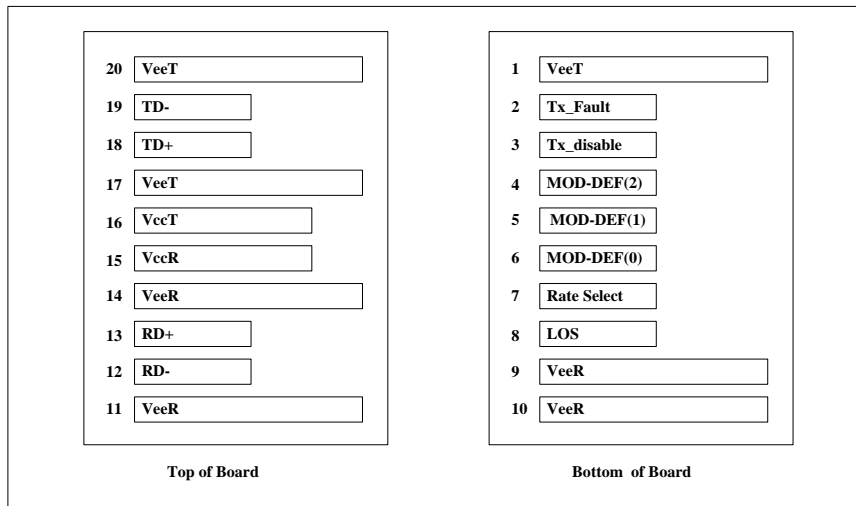 20 VeeT
19 TD-
18 TD+
17 VeeT
16 VccT
15 VccR
14 VeeR
13 RD+
12 RD-
11 VeeR
Top of Board
1 VeeT
2 Tx_Fault
3 Tx_disable
4 MOD-DEF(2)
5 MOD-DEF(1)
6 MOD-DEF(0)
7 Rate Select
8 LOS
9 VeeR
10 VeeR
Bottom of Board